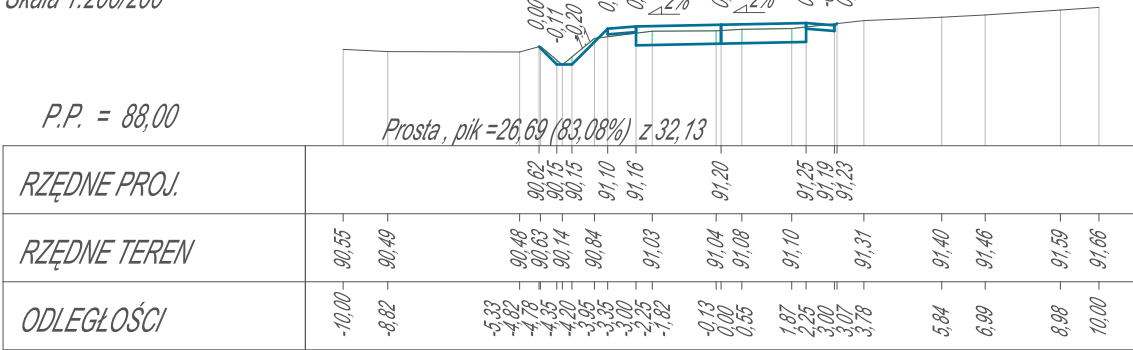 Skala 1:200/200
0,00
-0,11
-0,20
2%
2%
P.P. = 88,00
Prosta , pik =26,69 (83,08%) z 32,13
RZĘDNE PROJ.
90,62 90,15 90,15 91,10 91,16 91,20 91,25 91,19 91,23
RZĘDNE TEREN
90,55 90,49 90,48 90,63 90,14 90,84 91,03 91,04 91,08 91,10 91,31 91,40 91,46 91,59 91,66
ODLEGŁOŚCI
-10,00 -8,82 -5,33 -4,82 -4,78 -4,35 -4,20 -3,95 -3,35 -3,00 -2,25 -1,82 -0,13 0,00 0,55 1,87 2,25 3,00 3,07 3,78 5,84 6,99 8,98 10,00